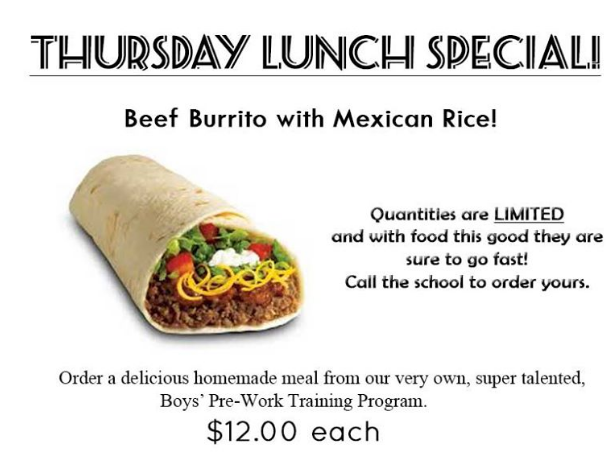 THURSDAY LUNCH SPECIAL!
Beef Burrito with Mexican Rice!
Quantities are LIMITED
and with food this good they are
sure to go fast!
Call the school to order yours.
Order a delicious homemade meal from our very own, super talented,
Boys' Pre-Work Training Program.
$12.00 each